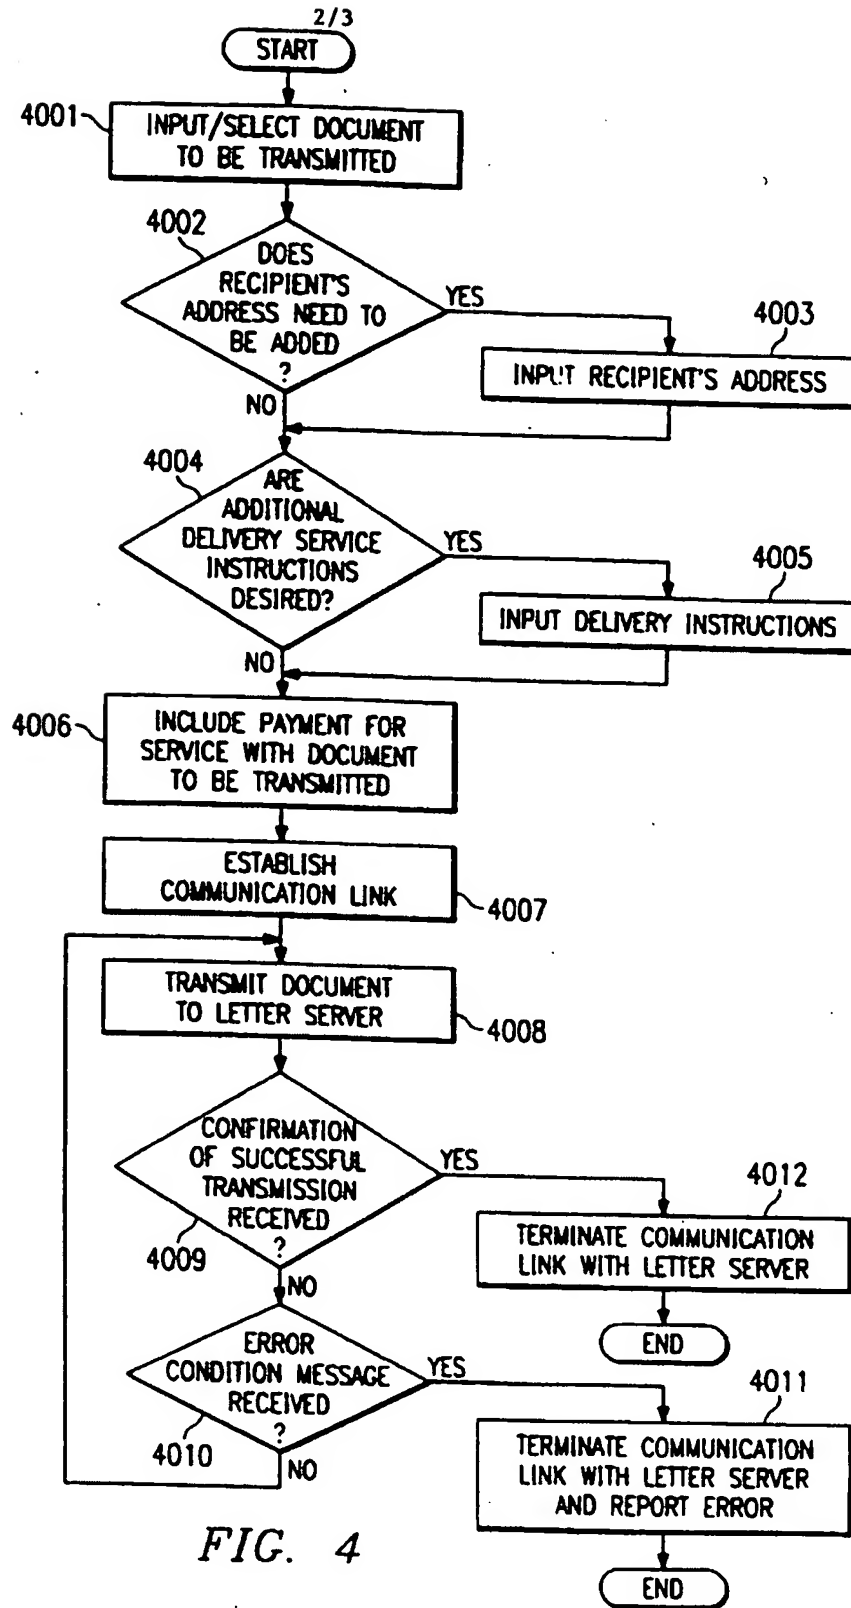 2/3
START
4001
INPUT/SELECT DOCUMENT
TO BE TRANSMITTED
4002
DOES
RECIPIENT'S
ADDRESS NEED TO
BE ADDED
?
YES
NO
4003
INPUT RECIPIENT'S ADDRESS
4004
ARE
ADDITIONAL
DELIVERY SERVICE
INSTRUCTIONS
DESIRED?
YES
NO
4005
INPUT DELIVERY INSTRUCTIONS
4006
INCLUDE PAYMENT FOR
SERVICE WITH DOCUMENT
TO BE TRANSMITTED
ESTABLISH
COMMUNICATION LINK
4007
TRANSMIT DOCUMENT
TO LETTER SERVER
4008
CONFIRMATION
OF SUCCESSFUL
TRANSMISSION
RECEIVED
?
4009
YES
NO
4012
TERMINATE COMMUNICATION
LINK WITH LETTER SERVER
END
ERROR
CONDITION MESSAGE
RECEIVED
?
4010
YES
NO
4011
TERMINATE COMMUNICATION
LINK WITH LETTER SERVER
AND REPORT ERROR
END
FIG. 4